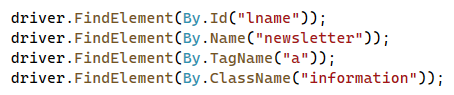 driver.FindElement(By.Id("lname"));
driver.FindElement(By.Name("newsletter"));
driver.FindElement(By.TagName("a"));
driver.FindElement(By.ClassName("information"));